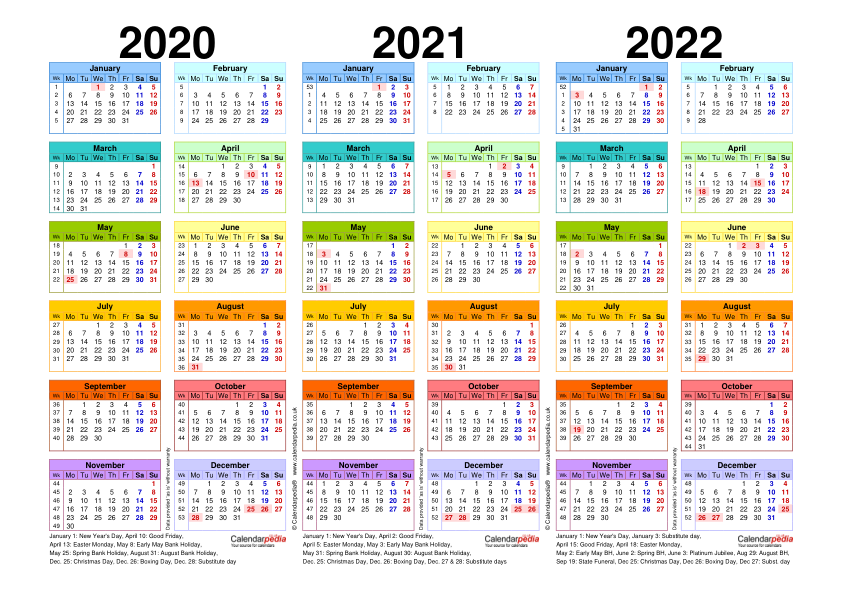 2020
January
Wk Mo Tu We Th Fr Sa Su
1 1 2 3 4 5
2 6 7 8 9 10 11 12
3 13 14 15 16 17 18 19
4 20 21 22 23 24 25 26
5 27 28 29 30 31
February
Wk Mo Tu We Th Fr Sa Su
5 1 2
6 3 4 5 6 7 8 9
7 10 11 12 13 14 15 16
8 17 18 19 20 21 22 23
9 24 25 26 27 28 29
March
Wk Mo Tu We Th Fr Sa Su
9 1
10 2 3 4 5 6 7 8
11 9 10 11 12 13 14 15
12 16 17 18 19 20 21 22
13 23 24 25 26 27 28 29
14 30 31
April
Wk Mo Tu We Th Fr Sa Su
14 1 2 3 4 5
15 6 7 8 9 10 11 12
16 13 14 15 16 17 18 19
17 20 21 22 23 24 25 26
18 27 28 29 30
May
Wk Mo Tu We Th Fr Sa Su
18 1 2 3
19 4 5 6 7 8 9 10
20 11 12 13 14 15 16 17
21 18 19 20 21 22 23 24
22 25 26 27 28 29 30 31
June
Wk Mo Tu We Th Fr Sa Su
23 1 2 3 4 5 6 7
24 8 9 10 11 12 13 14
25 15 16 17 18 19 20 21
26 22 23 24 25 26 27 28
27 29 30
July
Wk Mo Tu We Th Fr Sa Su
27 1 2 3 4 5
28 6 7 8 9 10 11 12
29 13 14 15 16 17 18 19
30 20 21 22 23 24 25 26
31 27 28 29 30 31
August
Wk Mo Tu We Th Fr Sa Su
31 1 2
32 3 4 5 6 7 8 9
33 10 11 12 13 14 15 16
34 17 18 19 20 21 22 23
35 24 25 26 27 28 29 30
36 31
September
Wk Mo Tu We Th Fr Sa Su
36 1 2 3 4 5 6
37 7 8 9 10 11 12 13
38 14 15 16 17 18 19 20
39 21 22 23 24 25 26 27
40 28 29 30
October
Wk Mo Tu We Th Fr Sa Su
40 1 2 3 4
41 5 6 7 8 9 10 11
42 12 13 14 15 16 17 18
43 19 20 21 22 23 24 25
44 26 27 28 29 30 31
November
Wk Mo Tu We Th Fr Sa Su
44 1
45 2 3 4 5 6 7 8
46 9 10 11 12 13 14 15
47 16 17 18 19 20 21 22
48 23 24 25 26 27 28 29
49 30
December
Wk Mo Tu We Th Fr Sa Su
49 1 2 3 4 5 6
50 7 8 9 10 11 12 13
51 14 15 16 17 18 19 20
52 21 22 23 24 25 26 27
53 28 29 30 31
Data provided 'as is' without warranty
© Calendarpedia® www.calendarpedia.co.uk
January 1: New Year's Day, April 10: Good Friday,
April 13: Easter Monday, May 8: Early May Bank Holiday,
May 25: Spring Bank Holiday, August 31: Bank Holiday,
Dec. 25: Christmas Day, Dec. 26: Boxing Day, Dec. 28: Substitute day
Calendarpedia
Your source for calendars
2021
January
Wk Mo Tu We Th Fr Sa Su
53 1 2 3
1 4 5 6 7 8 9 10
2 11 12 13 14 15 16 17
3 18 19 20 21 22 23 24
4 25 26 27 28 29 30 31
February
Wk Mo Tu We Th Fr Sa Su
5 1 2 3 4 5 6 7
6 8 9 10 11 12 13 14
7 15 16 17 18 19 20 21
8 22 23 24 25 26 27 28
March
Wk Mo Tu We Th Fr Sa Su
9 1 2 3 4 5 6 7
10 8 9 10 11 12 13 14
11 15 16 17 18 19 20 21
12 22 23 24 25 26 27 28
13 29 30 31
April
Wk Mo Tu We Th Fr Sa Su
13 1 2 3 4
14 5 6 7 8 9 10 11
15 12 13 14 15 16 17 18
16 19 20 21 22 23 24 25
17 26 27 28 29 30
May
Wk Mo Tu We Th Fr Sa Su
17 1 2
18 3 4 5 6 7 8 9
19 10 11 12 13 14 15 16
20 17 18 19 20 21 22 23
21 24 25 26 27 28 29 30
22 31
June
Wk Mo Tu We Th Fr Sa Su
22 1 2 3 4 5 6
23 7 8 9 10 11 12 13
24 14 15 16 17 18 19 20
25 21 22 23 24 25 26 27
26 28 29 30
July
Wk Mo Tu We Th Fr Sa Su
26 1 2 3 4
27 5 6 7 8 9 10 11
28 12 13 14 15 16 17 18
29 19 20 21 22 23 24 25
30 26 27 28 29 30 31
August
Wk Mo Tu We Th Fr Sa Su
30 1
31 2 3 4 5 6 7 8
32 9 10 11 12 13 14 15
33 16 17 18 19 20 21 22
34 23 24 25 26 27 28 29
35 30 31
September
Wk Mo Tu We Th Fr Sa Su
35 1 2 3 4 5
36 6 7 8 9 10 11 12
37 13 14 15 16 17 18 19
38 20 21 22 23 24 25 26
39 27 28 29 30
October
Wk Mo Tu We Th Fr Sa Su
39 1 2 3
40 4 5 6 7 8 9 10
41 11 12 13 14 15 16 17
42 18 19 20 21 22 23 24
43 25 26 27 28 29 30 31
November
Wk Mo Tu We Th Fr Sa Su
44 1 2 3 4 5 6 7
45 8 9 10 11 12 13 14
46 15 16 17 18 19 20 21
47 22 23 24 25 26 27 28
48 29 30
December
Wk Mo Tu We Th Fr Sa Su
48 1 2 3 4 5
49 6 7 8 9 10 11 12
50 13 14 15 16 17 18 19
51 20 21 22 23 24 25 26
52 27 28 29 30 31
Data provided 'as is' without warranty
© Calendarpedia® www.calendarpedia.co.uk
January 1: New Year's Day, April 2: Good Friday,
April 5: Easter Monday, May 3: Early May Bank Holiday,
May 31: Spring Bank Holiday, August 30: August Bank Holiday,
Dec. 25: Christmas Day, Dec. 26: Boxing Day, Dec. 27 & 28: Substitute days
Calendarpedia
Your source for calendars
2022
January
Wk Mo Tu We Th Fr Sa Su
52 1 2
1 3 4 5 6 7 8 9
2 10 11 12 13 14 15 16
3 17 18 19 20 21 22 23
4 24 25 26 27 28 29 30
5 31
February
Wk Mo Tu We Th Fr Sa Su
5 1 2 3 4 5 6
6 7 8 9 10 11 12 13
7 14 15 16 17 18 19 20
8 21 22 23 24 25 26 27
9 28
March
Wk Mo Tu We Th Fr Sa Su
9 1 2 3 4 5 6
10 7 8 9 10 11 12 13
11 14 15 16 17 18 19 20
12 21 22 23 24 25 26 27
13 28 29 30 31
April
Wk Mo Tu We Th Fr Sa Su
13 1 2 3
14 4 5 6 7 8 9 10
15 11 12 13 14 15 16 17
16 18 19 20 21 22 23 24
17 25 26 27 28 29 30
May
Wk Mo Tu We Th Fr Sa Su
17 1
18 2 3 4 5 6 7 8
19 9 10 11 12 13 14 15
20 16 17 18 19 20 21 22
21 23 24 25 26 27 28 29
22 30 31
June
Wk Mo Tu We Th Fr Sa Su
22 1 2 3 4 5
23 6 7 8 9 10 11 12
24 13 14 15 16 17 18 19
25 20 21 22 23 24 25 26
26 27 28 29 30
July
Wk Mo Tu We Th Fr Sa Su
26 1 2 3
27 4 5 6 7 8 9 10
28 11 12 13 14 15 16 17
29 18 19 20 21 22 23 24
30 25 26 27 28 29 30 31
August
Wk Mo Tu We Th Fr Sa Su
31 1 2 3 4 5 6 7
32 8 9 10 11 12 13 14
33 15 16 17 18 19 20 21
34 22 23 24 25 26 27 28
35 29 30 31
September
Wk Mo Tu We Th Fr Sa Su
35 1 2 3 4
36 5 6 7 8 9 10 11
37 12 13 14 15 16 17 18
38 19 20 21 22 23 24 25
39 26 27 28 29 30
October
Wk Mo Tu We Th Fr Sa Su
39 1 2
40 3 4 5 6 7 8 9
41 10 11 12 13 14 15 16
42 17 18 19 20 21 22 23
43 24 25 26 27 28 29 30
44 31
November
Wk Mo Tu We Th Fr Sa Su
44 1 2 3 4 5 6
45 7 8 9 10 11 12 13
46 14 15 16 17 18 19 20
47 21 22 23 24 25 26 27
48 28 29 30
December
Wk Mo Tu We Th Fr Sa Su
48 1 2 3 4
49 5 6 7 8 9 10 11
50 12 13 14 15 16 17 18
51 19 20 21 22 23 24 25
52 26 27 28 29 30 31
Data provided 'as is' without warranty
January 1: New Year's Day, January 3: Substitute day,
April 15: Good Friday, April 18: Easter Monday,
May 2: Early May BH, June 2: Spring BH, June 3: Platinum Jubilee, Aug 29: August BH,
Sep 19: State Funeral, Dec 25: Christmas Day, Dec 26: Boxing Day, Dec 27: Subst. day
Calendarpedia
Your source for calendars